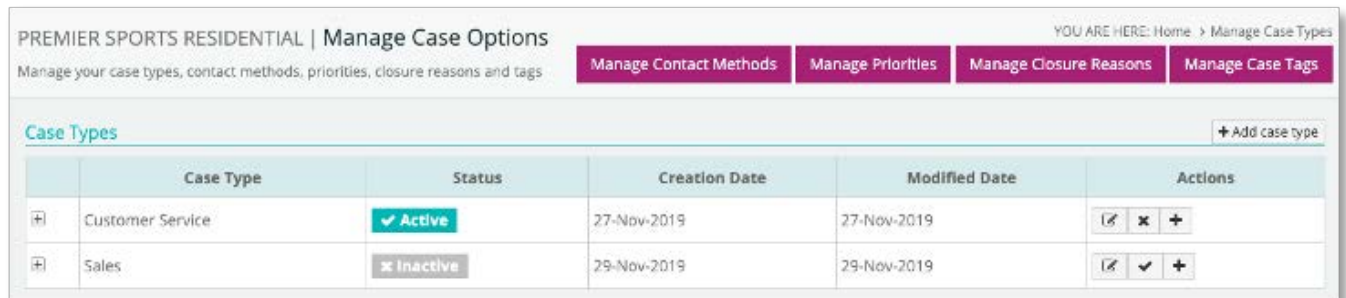 PREMIER SPORTS RESIDENTIAL | Manage Case Options
YOU ARE HERE: Home > Manage Case Types
Manage your case types, contact methods, priorities, closure reasons and tags
Manage Contact Methods Manage Priorities Manage Closure Reasons Manage Case Tags
Case Types
+ Add case type
Case Type Status Creation Date Modified Date Actions
Customer Service Active 27-Nov-2019 27-Nov-2019
Sales Inactive 29-Nov-2019 29-Nov-2019